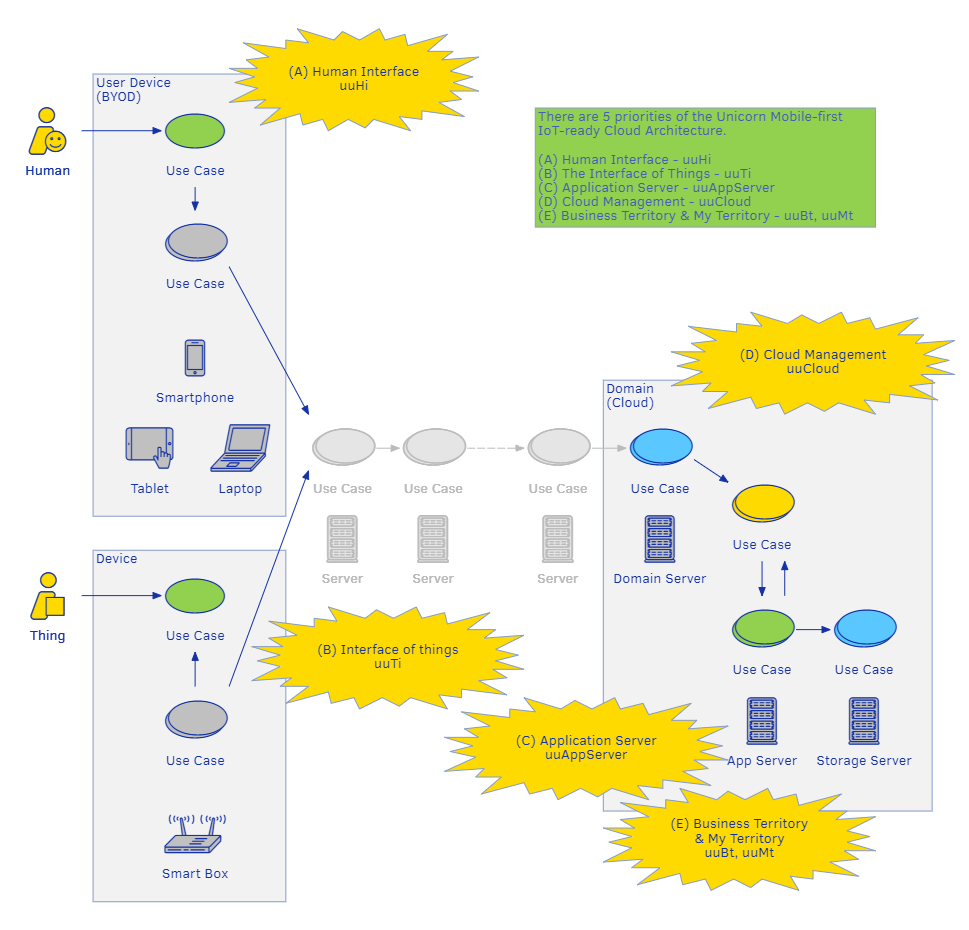 (A) Human Interface
uuHi
User Device
(BYOD)
Human
Use Case
Use Case
Smartphone
Tablet
Laptop
There are 5 priorities of the Unicorn Mobile-first
IoT-ready Cloud Architecture.
(A) Human Interface - uuHi
(B) The Interface of Things - uuTi
(C) Application Server - uuAppServer
(D) Cloud Management - uuCloud
(E) Business Territory & My Territory - uuBt, uuMt
(D) Cloud Management
uuCloud
Domain
(Cloud)
Use Case
Use Case
Use Case
Use Case
Server
Server
Server
Domain Server
Use Case
Use Case
Use Case
App Server
Storage Server
Device
Thing
Use Case
Use Case
Smart Box
(B) Interface of things
uuTi
(C) Application Server
uuAppServer
(E) Business Territory
& My Territory
uuBt, uuMt